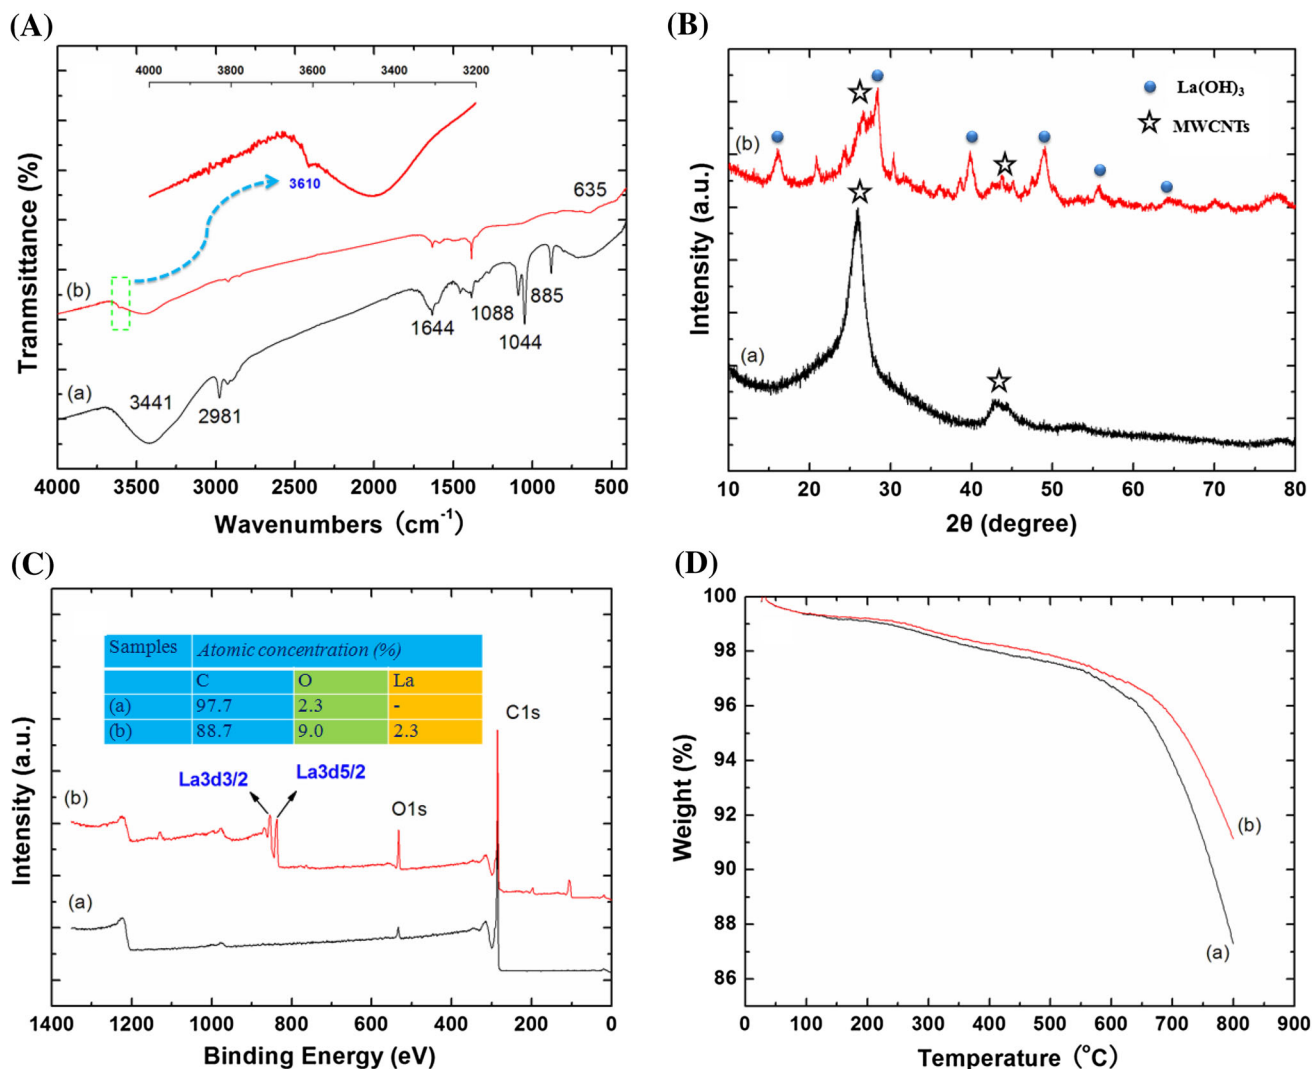 (A)
4000 3800 3600 3400 3200
3610
635
(b)
(a)
3441
2981
1644
1088
1044
885
Tranmsittance (%)
4000 3500 3000 2500 2000 1500 1000 500
Wavenumbers (cm-1)
(B)
La(OH)3
MWCNTs
(b)
(a)
Intensity (a.u.)
10 20 30 40 50 60 70 80
2θ (degree)
(C)
Samples Atomic concentration (%)
C O La
(a) 97.7 2.3 -
(b) 88.7 9.0 2.3
C1s
La3d3/2 La3d5/2
O1s
(b)
(a)
Intensity (a.u.)
1400 1200 1000 800 600 400 200 0
Binding Energy (eV)
(D)
100
98
96
94
92
90
88
86
(b)
(a)
Weight (%)
0 100 200 300 400 500 600 700 800 900
Temperature (°C)